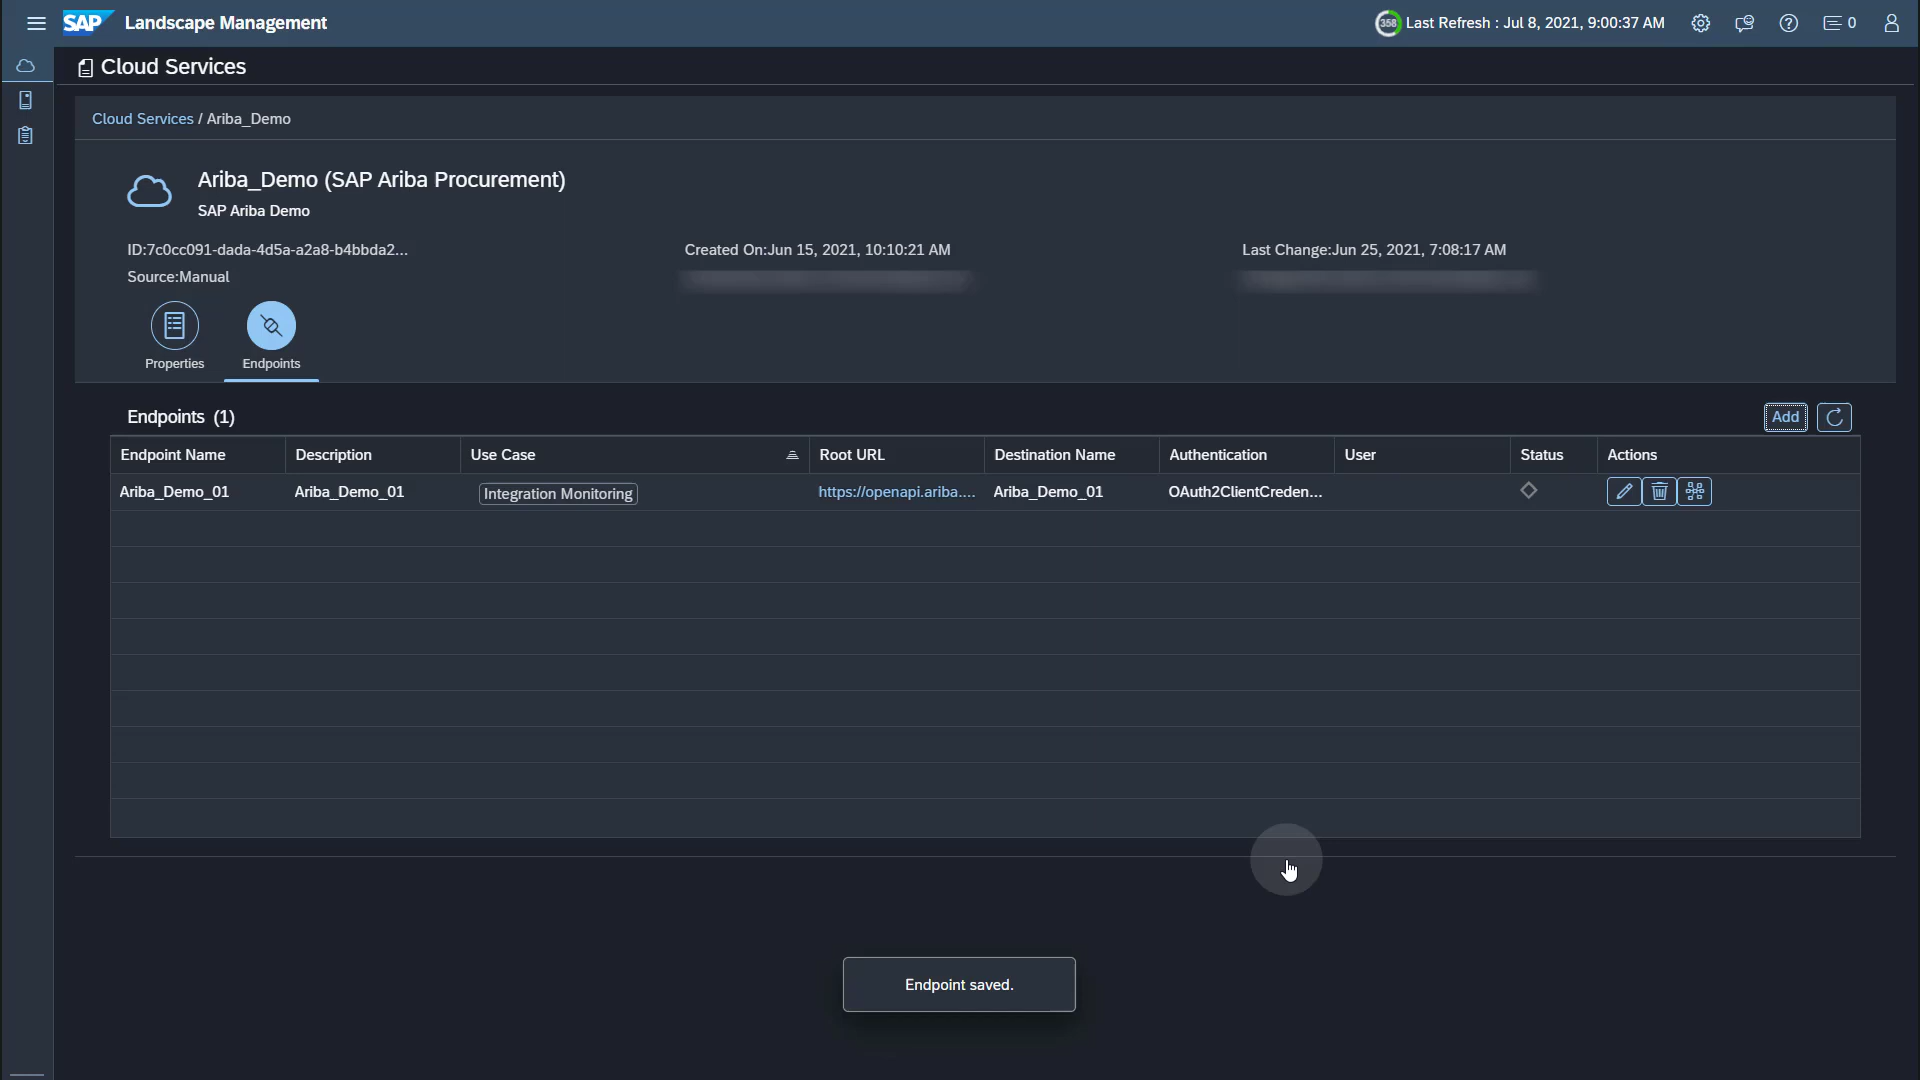 SAP Landscape Management
358 Last Refresh : Jul 8, 2021, 9:00:37 AM 0
Cloud Services
Cloud Services / Ariba_Demo
Ariba_Demo (SAP Ariba Procurement)
SAP Ariba Demo
ID:7c0cc091-dada-4d5a-a2a8-b4bbda2... Created On:Jun 15, 2021, 10:10:21 AM Last Change:Jun 25, 2021, 7:08:17 AM
Source:Manual
Properties Endpoints
Endpoints (1) Add
Endpoint Name Description Use Case Root URL Destination Name Authentication User Status Actions
Ariba_Demo_01 Ariba_Demo_01 Integration Monitoring https://openapi.ariba.... Ariba_Demo_01 OAuth2ClientCreden...
Endpoint saved.